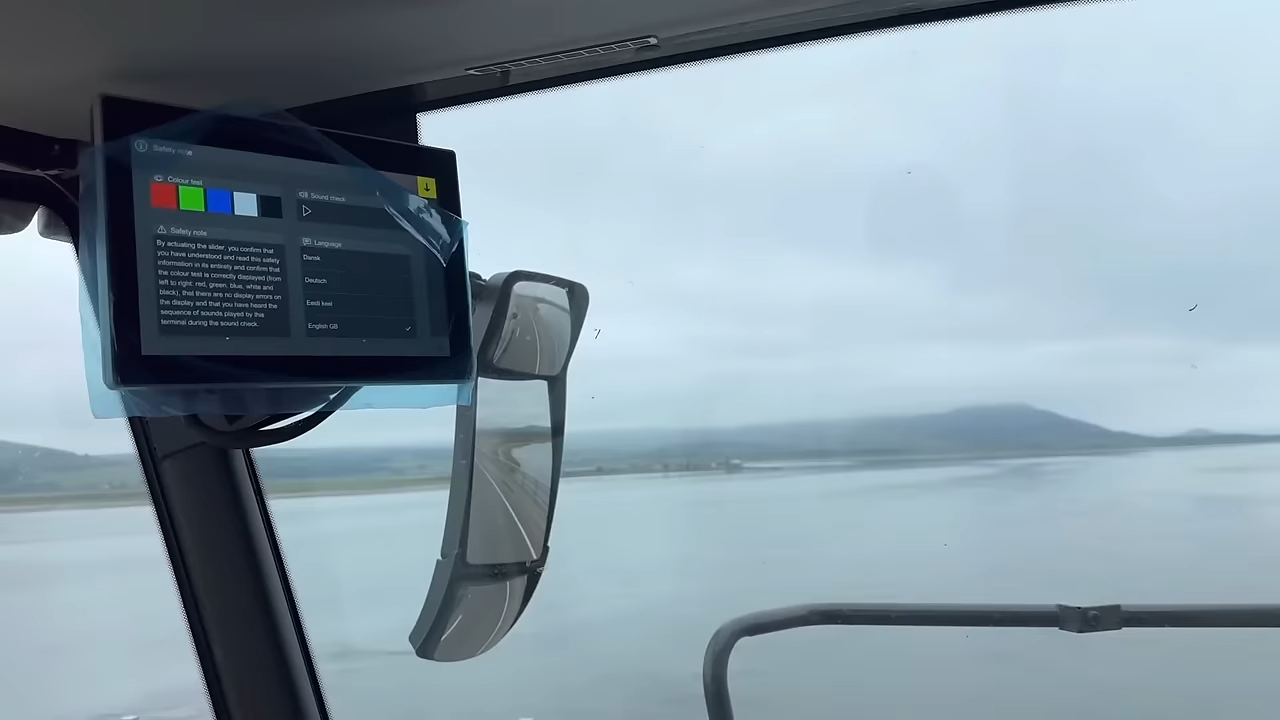 Safety note
Colour test
Sound check
Safety note
By actuating the slider, you confirm that
you have understood and read this safety
information in its entirety and confirm that
the colour test is correctly displayed (from
left to right: red, green, blue, white and
black), that there are no display errors on
the display and that you have heard the
sequence of sounds played by this
terminal during the sound check.
Language
Dansk
Deutsch
Eesti keel
English GB